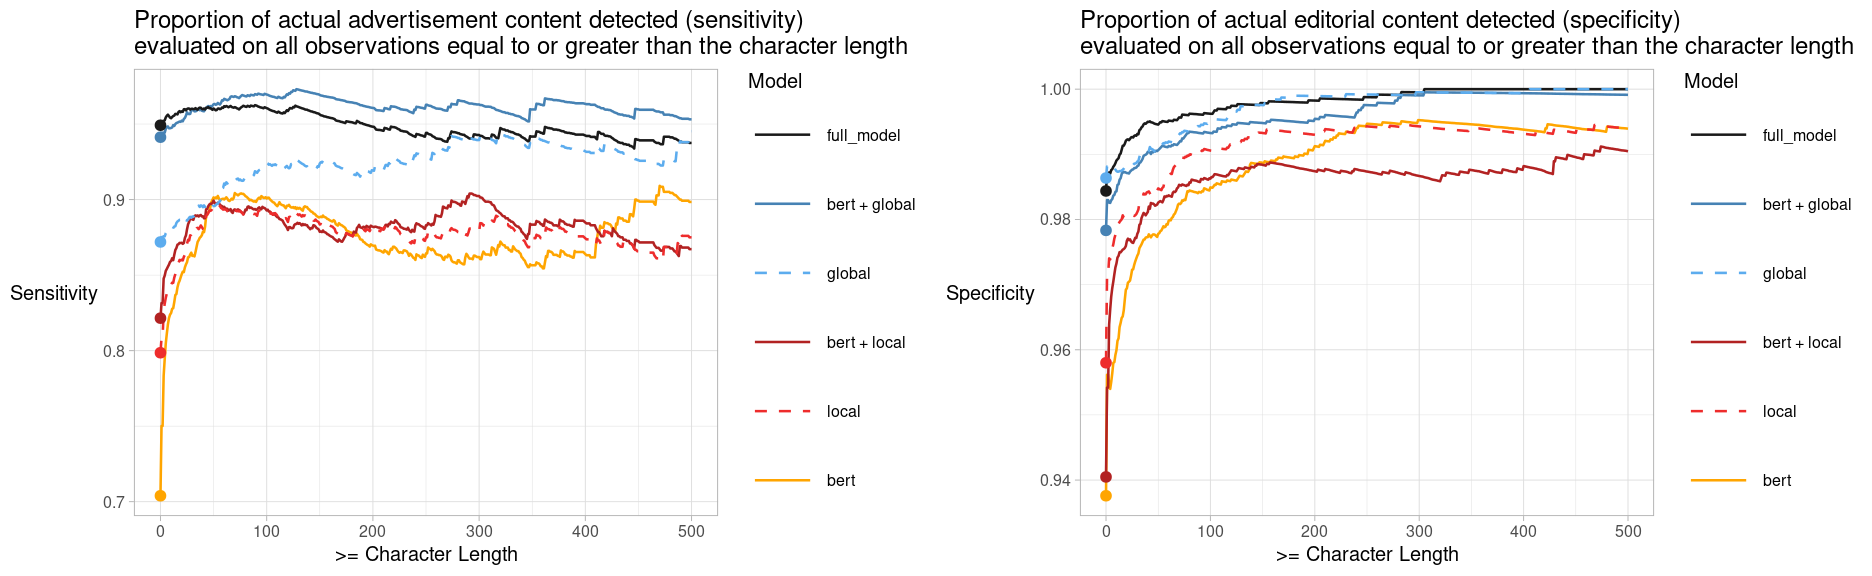 Proportion of actual advertisement content detected (sensitivity)
evaluated on all observations equal to or greater than the character length
Sensitivity
0.9
0.8
0.7
0 100 200 300 400 500
>= Character Length
Model
full_model
bert + global
global
bert + local
local
bert
Proportion of actual editorial content detected (specificity)
evaluated on all observations equal to or greater than the character length
Specificity
1.00
0.98
0.96
0.94
0 100 200 300 400 500
>= Character Length
Model
full_model
bert + global
global
bert + local
local
bert